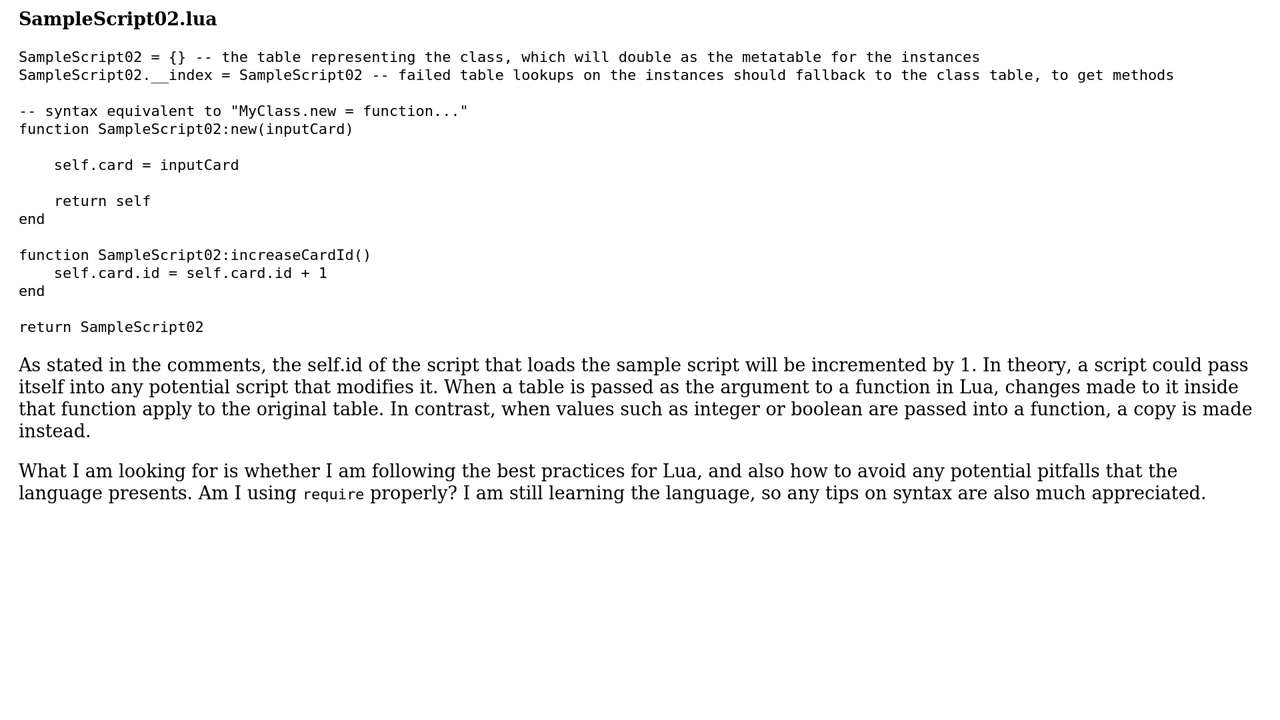 SampleScript02.lua
SampleScript02 = {} -- the table representing the class, which will double as the metatable for the instances
SampleScript02.__index = SampleScript02 -- failed table lookups on the instances should fallback to the class table, to get methods
-- syntax equivalent to "MyClass.new = function..."
function SampleScript02:new(inputCard)
    self.card = inputCard
    return self
end
function SampleScript02:increaseCardId()
    self.card.id = self.card.id + 1
end
return SampleScript02
As stated in the comments, the self.id of the script that loads the sample script will be incremented by 1. In theory, a script could pass
itself into any potential script that modifies it. When a table is passed as the argument to a function in Lua, changes made to it inside
that function apply to the original table. In contrast, when values such as integer or boolean are passed into a function, a copy is made
instead.
What I am looking for is whether I am following the best practices for Lua, and also how to avoid any potential pitfalls that the
language presents. Am I using require properly? I am still learning the language, so any tips on syntax are also much appreciated.